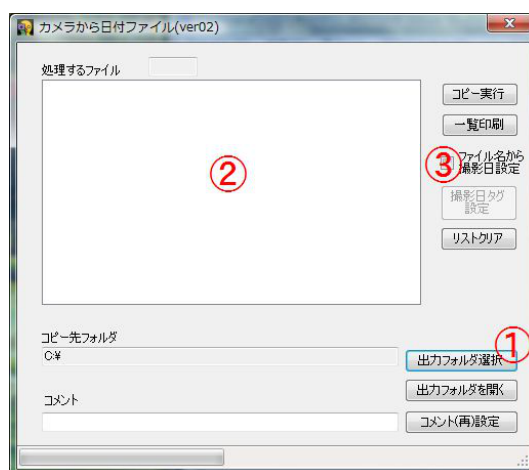 カメラから日付ファイル(ver02)
処理するファイル
コピー実行
一覧印刷
②
③
ファイル名から
撮影日設定
撮影日タグ
設定
リストクリア
コピー先フォルダ
C:¥
①
出力フォルダ選択
出力フォルダを開く
コメント
コメント(再)設定